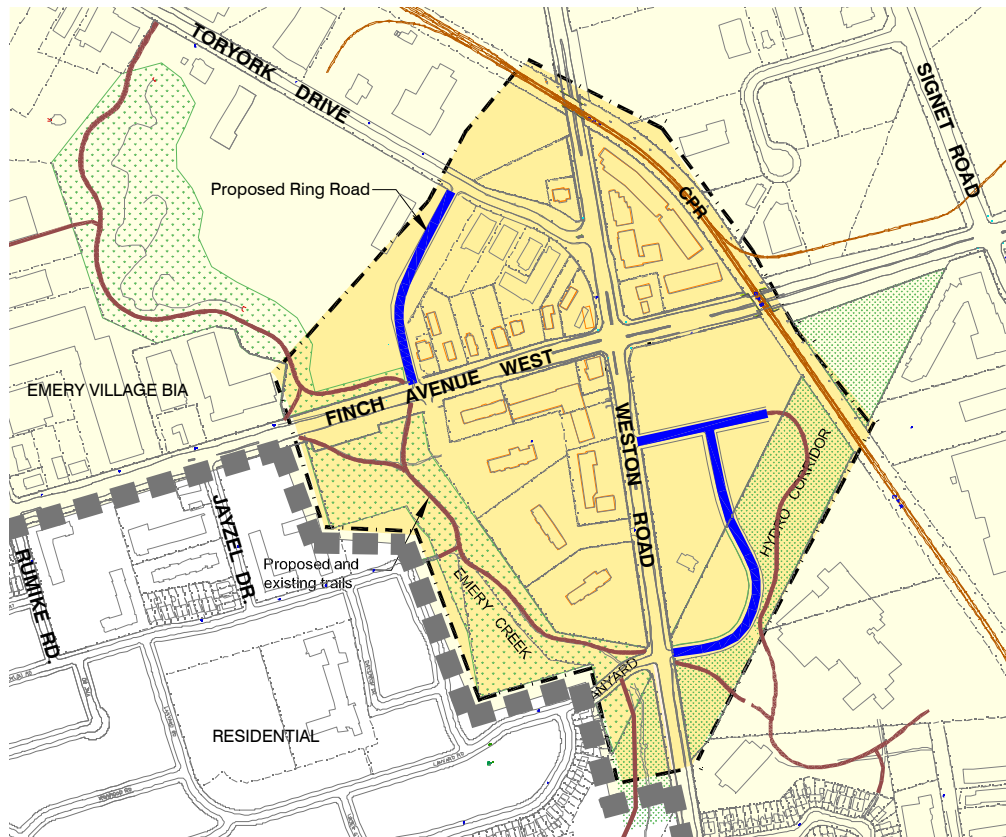 TORYORK DRIVE
SIGNET ROAD
Proposed Ring Road
CPR
EMERY VILLAGE BIA
FINCH AVENUE WEST
WESTON ROAD
HYDRO CORRIDOR
JAYZEL DR
RUMIKE RD.
Proposed and
existing trails
EMERY CREEK
ANYARD
RESIDENTIAL